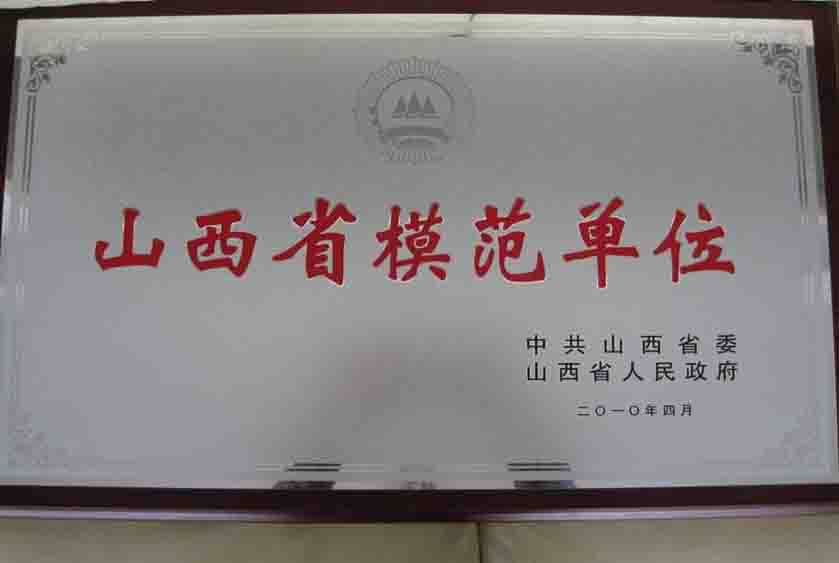 山西省模范单位
中共山西省委
山西省人民政府
二〇一〇年四月